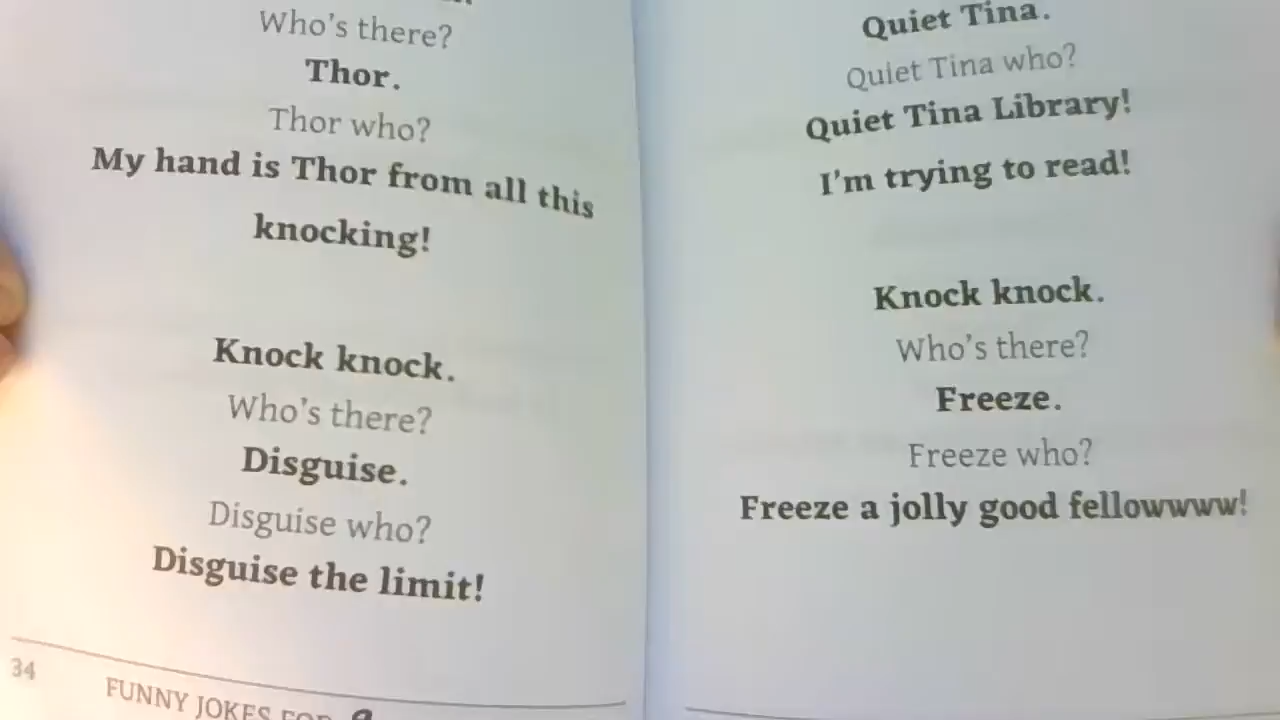 Who's there?
Thor.
Thor who?
My hand is Thor from all this
knocking!
Knock knock.
Who's there?
Disguise.
Disguise who?
Disguise the limit!
34
FUNNY JOKES FOR
Quiet Tina.
Quiet Tina who?
Quiet Tina Library!
I'm trying to read!
Knock knock.
Who's there?
Freeze.
Freeze who?
Freeze a jolly good fellowwww!